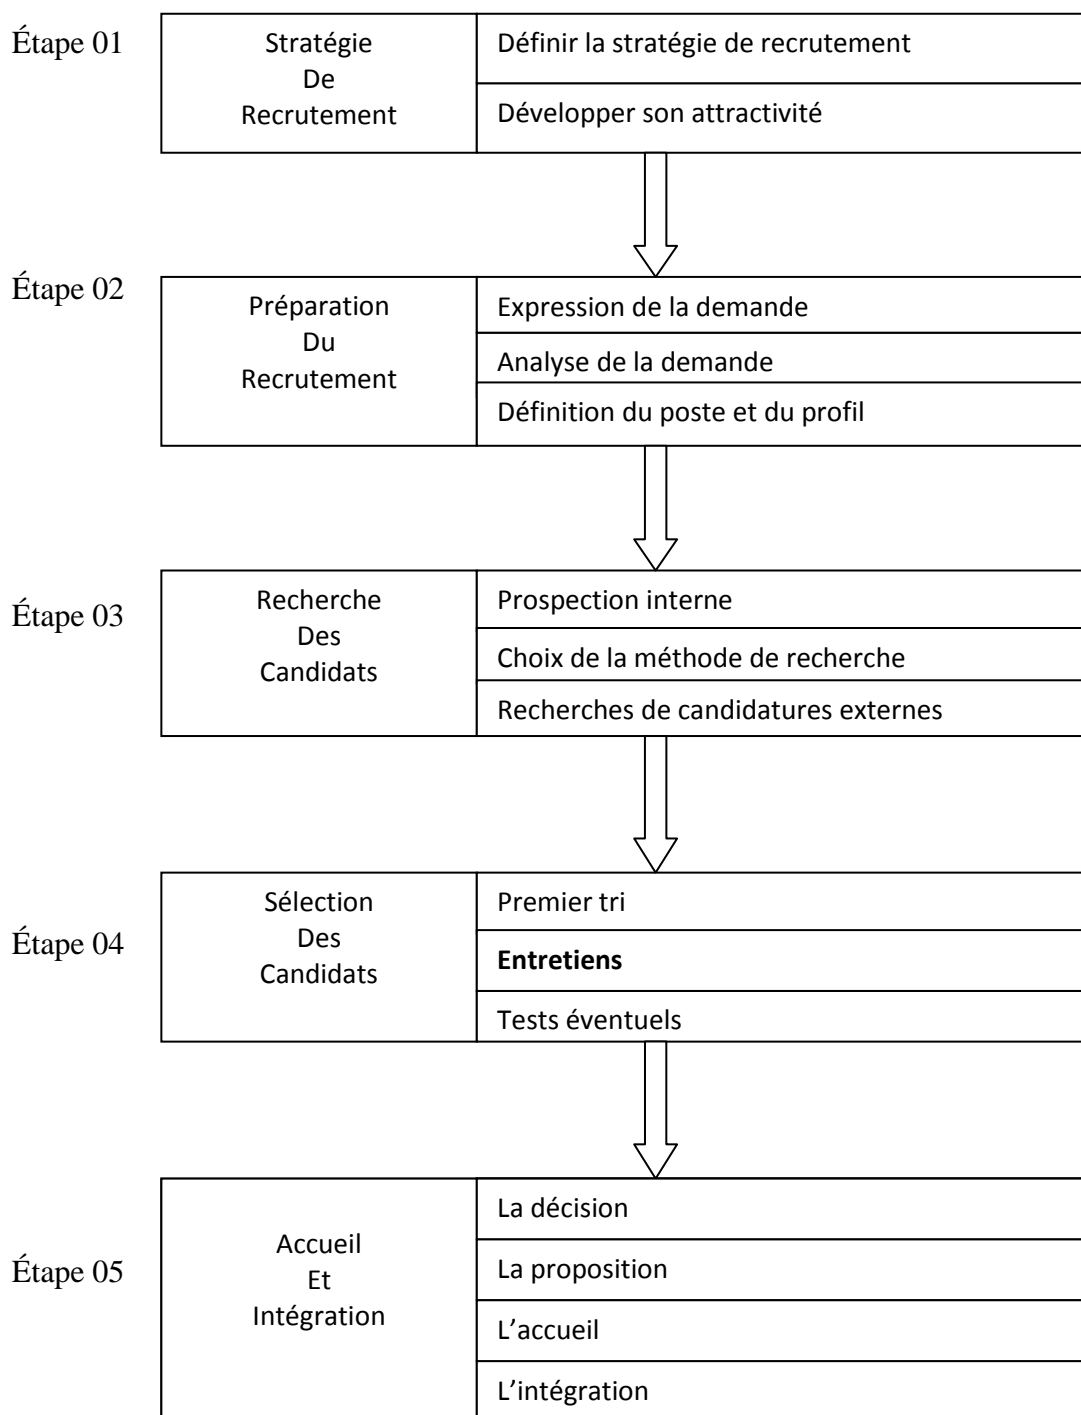 Étape 01
Stratégie
De
Recrutement
Définir la stratégie de recrutement
Développer son attractivité
Étape 02
Préparation
Du
Recrutement
Expression de la demande
Analyse de la demande
Définition du poste et du profil
Étape 03
Recherche
Des
Candidats
Prospection interne
Choix de la méthode de recherche
Recherches de candidatures externes
Étape 04
Sélection
Des
Candidats
Premier tri
Entretiens
Tests éventuels
Étape 05
Accueil
Et
Intégration
La décision
La proposition
L’accueil
L’intégration